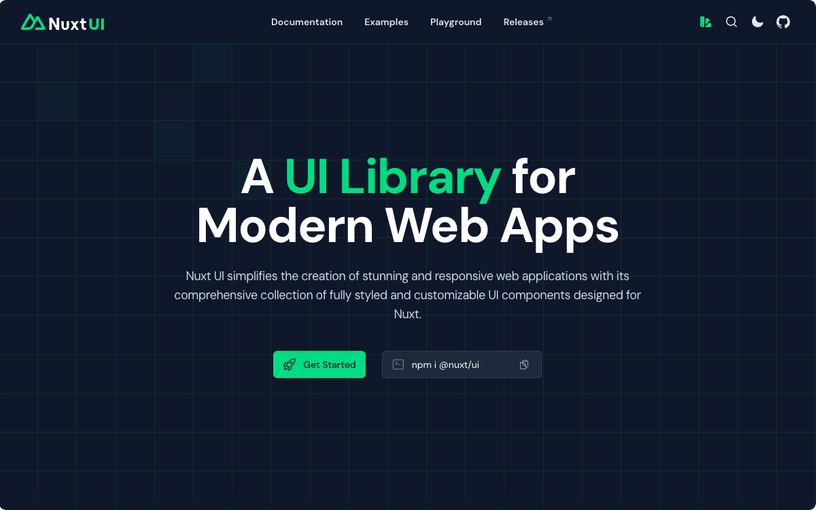 NuxtUI
Documentation
Examples
Playground
Releases
A UI Library for
Modern Web Apps
Nuxt UI simplifies the creation of stunning and responsive web applications with its
comprehensive collection of fully styled and customizable UI components designed for
Nuxt.
Get Started
npm i @nuxt/ui